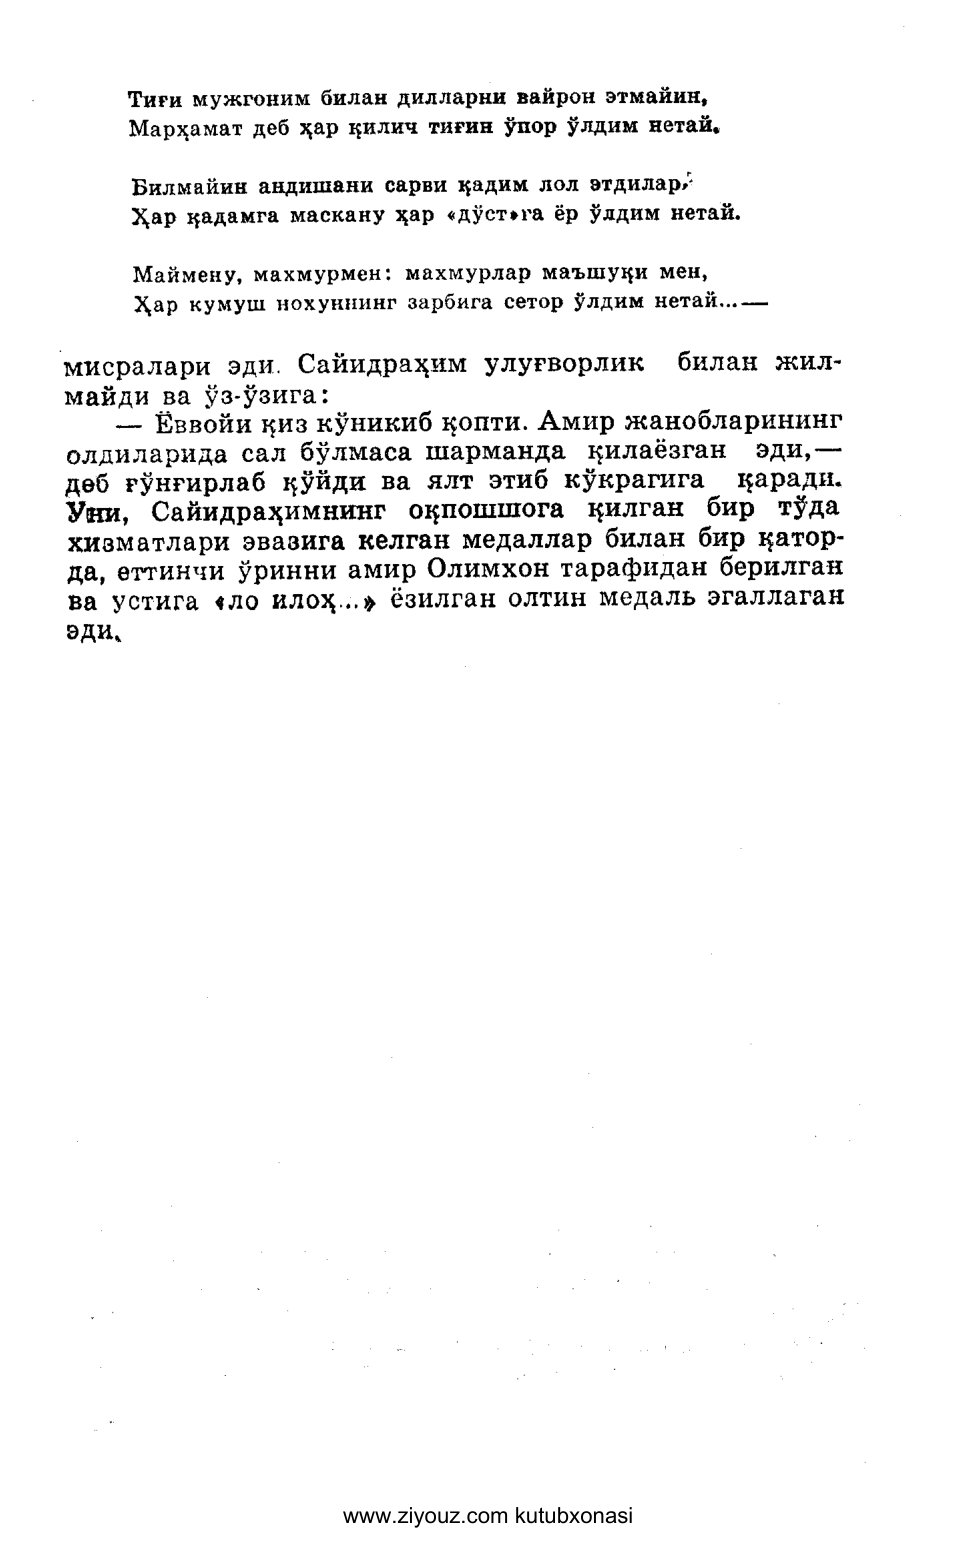 Тиғи мужгоним билан дилларни вайрон этмайин,
Марҳамат деб ҳар қилич тиғин ўпор ўлдим нетай.
Билмайин андишани сарви қадим лол этдилар,
Ҳар қадамга маскану ҳар «дўст»га ёр ўлдим нетай.
Маймену, махмурмен: махмурлар маъшуқи мен,
Ҳар кумуш нохуннинг зарбига сетор ўлдим нетай...—
мисралари эди. Сайидраҳим улуғворлик билан жил-
майди ва ўз-ўзига:
— Ёввойи қиз кўникиб қопти. Амир жанобларининг
олдиларида сал бўлмаса шарманда қилаёзган эди,—
деб ғўнғирлаб қўйди ва ялт этиб кўкрагига қаради.
Уни, Сайидраҳимнинг оқпошшога қилган бир тўда
хизматлари эвазига келган медаллар билан бир қатор-
да, еттинчи ўринни амир Олимхон тарафидан берилган
ва устига «ло илоҳ...» ёзилган олтин медаль эгаллаган
эди.
www.ziyouz.com kutubxonasi